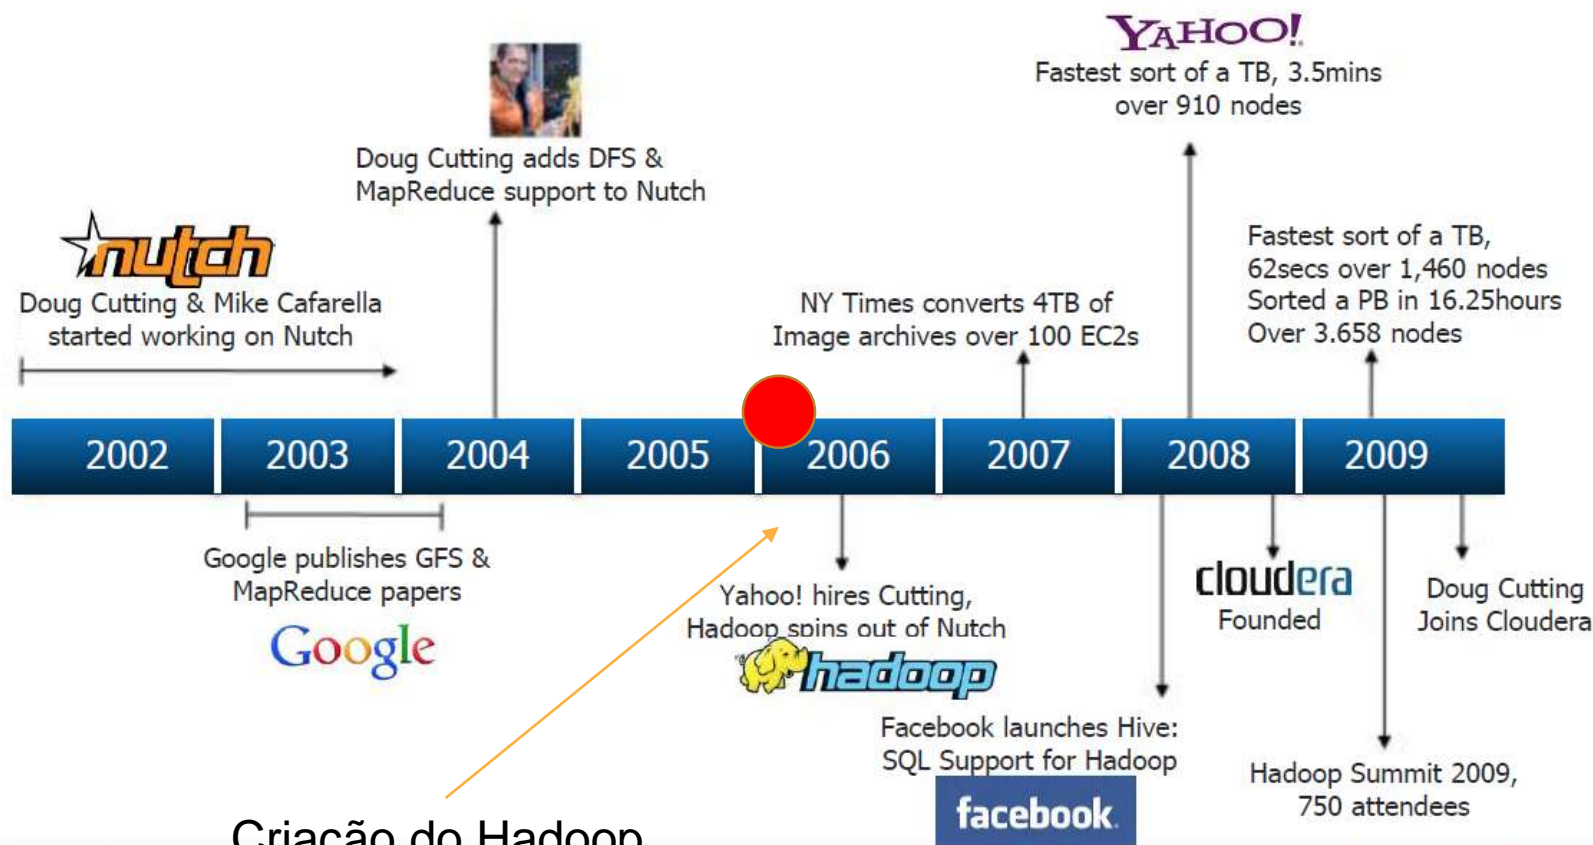 YAHOO!
Fastest sort of a TB, 3.5mins
over 910 nodes
Doug Cutting adds DFS &
MapReduce support to Nutch
nutch
Doug Cutting & Mike Cafarella
started working on Nutch
NY Times converts 4TB of
Image archives over 100 EC2s
Fastest sort of a TB,
62secs over 1,460 nodes
Sorted a PB in 16.25hours
Over 3.658 nodes
2002 2003 2004 2005 2006 2007 2008 2009
Google publishes GFS &
MapReduce papers
Google
Yahoo! hires Cutting,
Hadoop spins out of Nutch
hadoop
Facebook launches Hive:
SQL Support for Hadoop
facebook.
cloudera
Founded
Doug Cutting
Joins Cloudera
Hadoop Summit 2009,
750 attendees
Criação do Hadoop